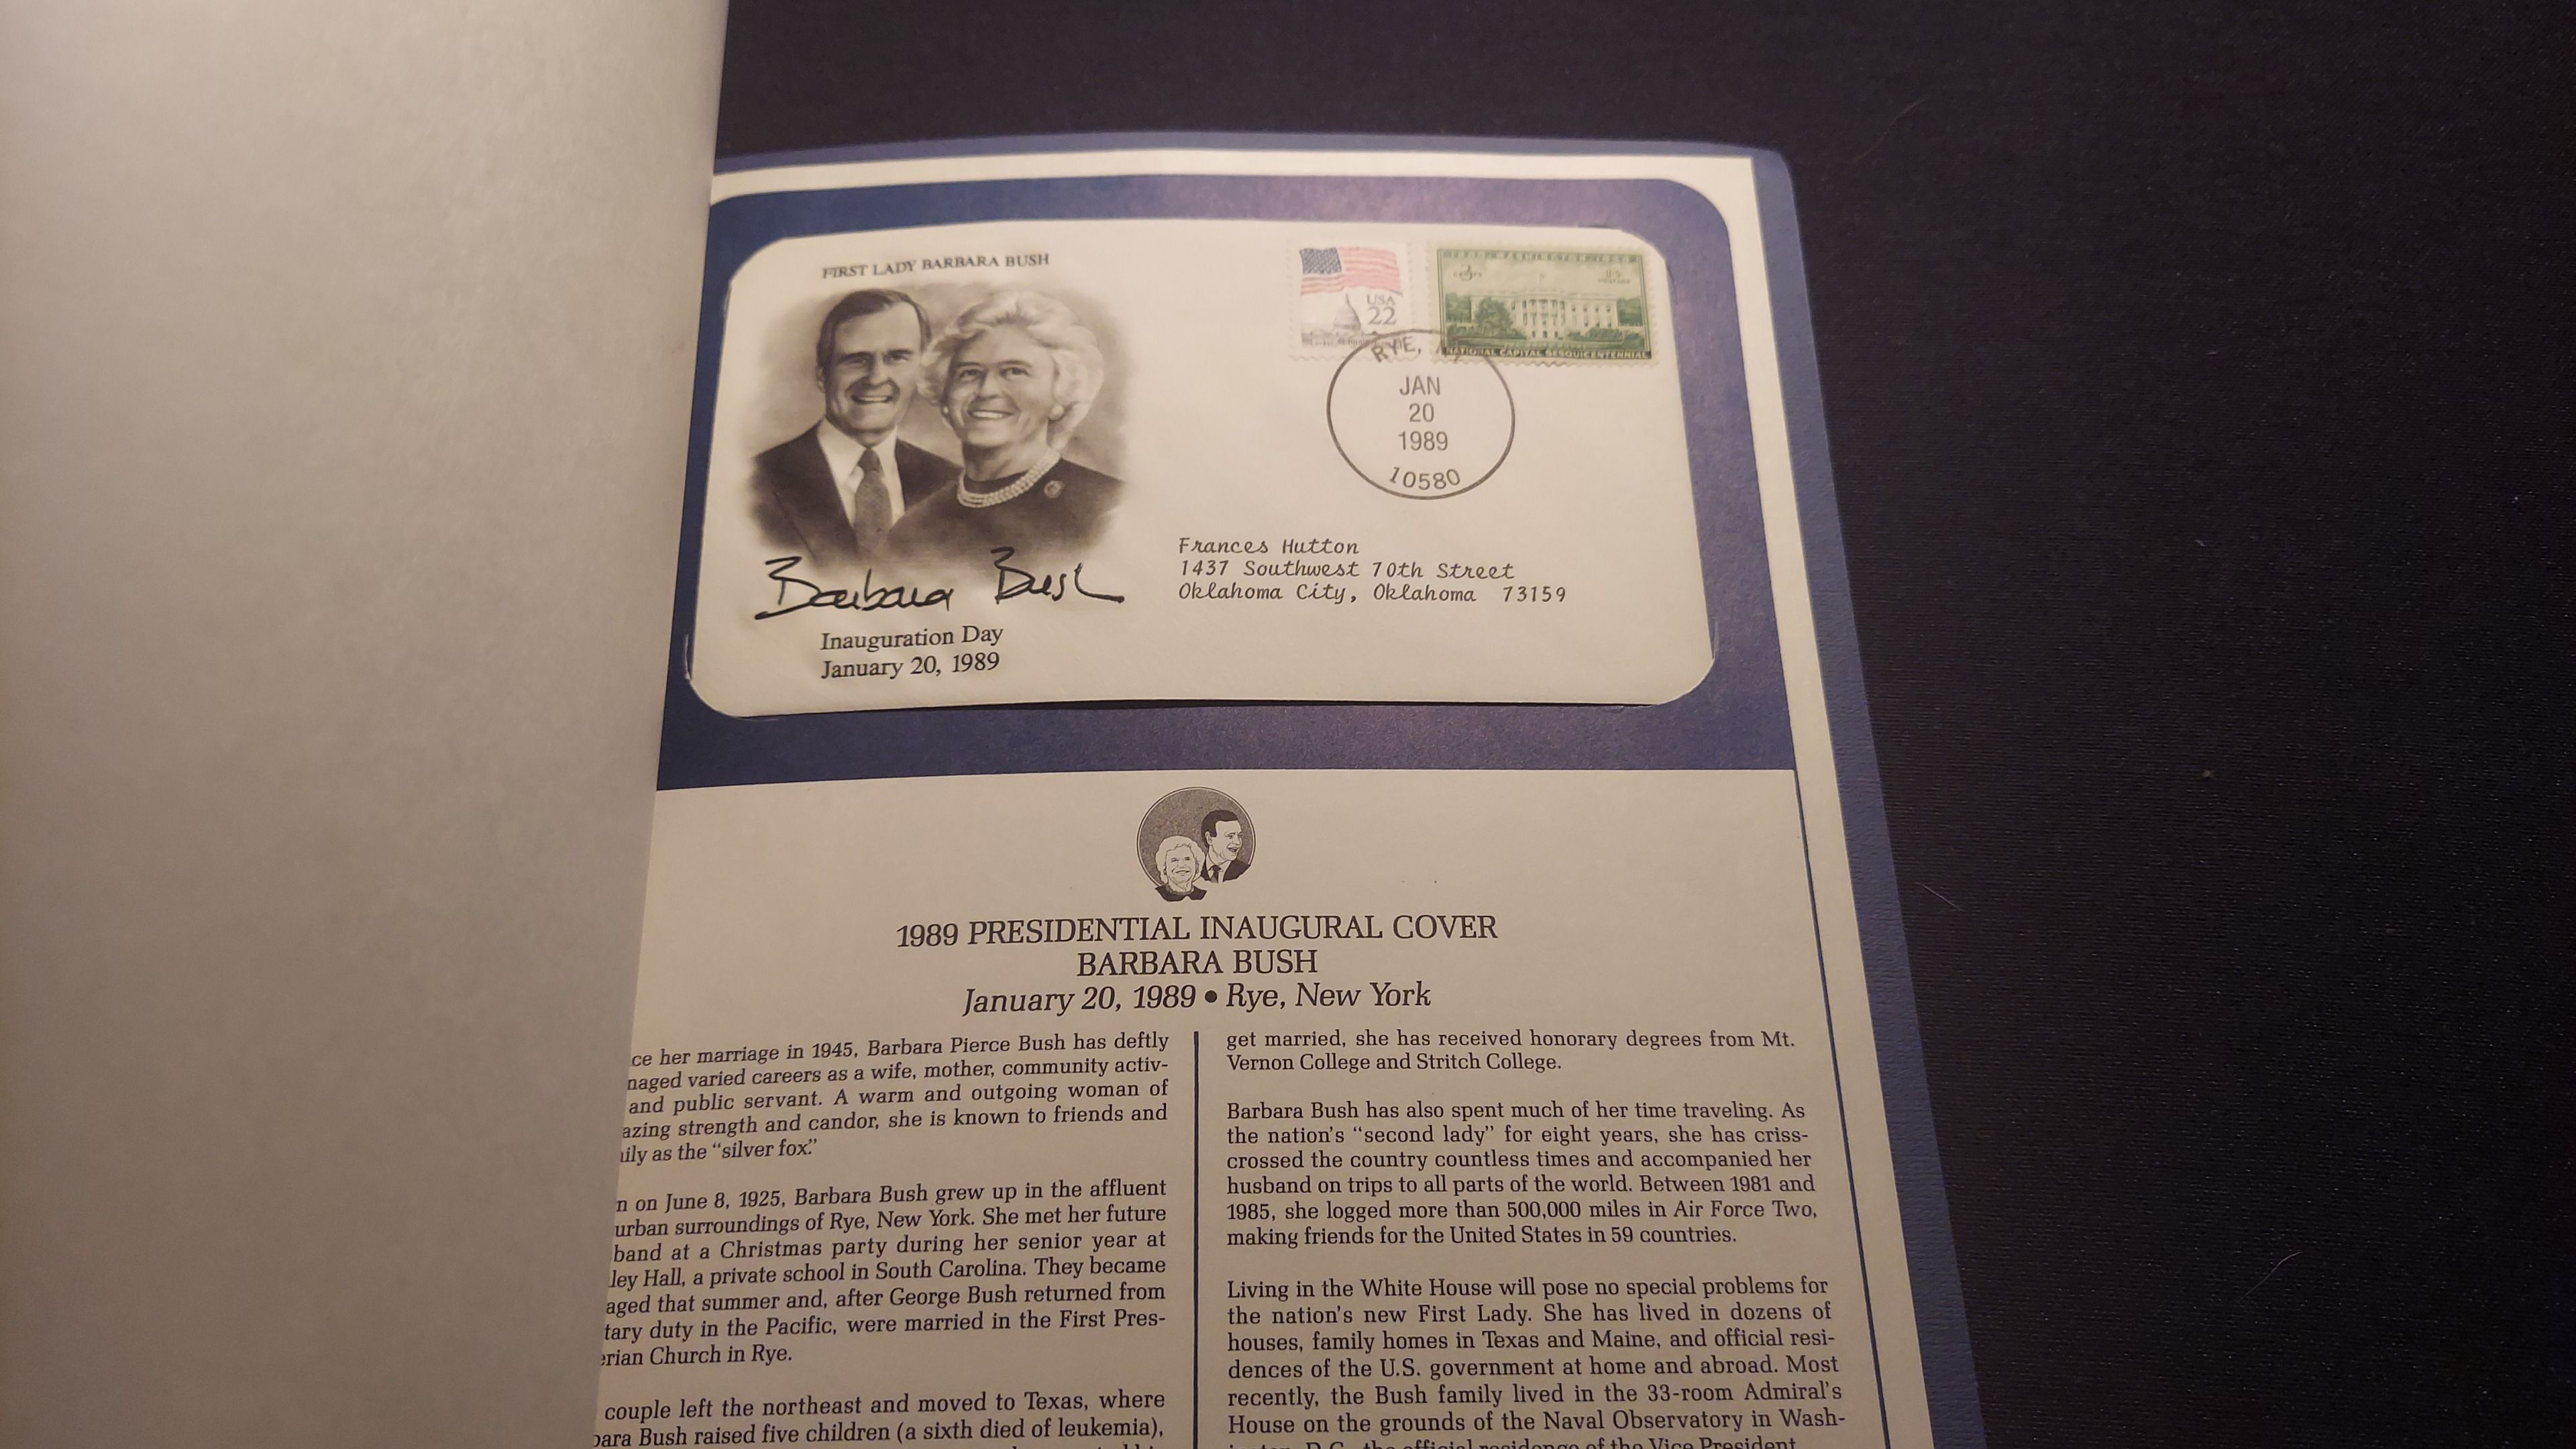 FIRST LADY BARBARA BUSH
USA
22
3
CENTS
U.S.
POSTAGE
NATIONAL CAPITAL SESQUICENTENNIAL
RYE,
JAN
20
1989
10580
Barbara Bush
Inauguration Day
January 20, 1989
Frances Hutton
1437 Southwest 70th Street
Oklahoma City, Oklahoma 73159
1989 PRESIDENTIAL INAUGURAL COVER
BARBARA BUSH
January 20, 1989 • Rye, New York
ce her marriage in 1945, Barbara Pierce Bush has deftly
naged varied careers as a wife, mother, community activ-
and public servant. A warm and outgoing woman of
azing strength and candor, she is known to friends and
ily as the “silver fox.”
n on June 8, 1925, Barbara Bush grew up in the affluent
urban surroundings of Rye, New York. She met her future
band at a Christmas party during her senior year at
ley Hall, a private school in South Carolina. They became
aged that summer and, after George Bush returned from
tary duty in the Pacific, were married in the First Pres-
erian Church in Rye.
couple left the northeast and moved to Texas, where
bara Bush raised five children (a sixth died of leukemia),
get married, she has received honorary degrees from Mt.
Vernon College and Stritch College.
Barbara Bush has also spent much of her time traveling. As
the nation’s “second lady” for eight years, she has criss-
crossed the country countless times and accompanied her
husband on trips to all parts of the world. Between 1981 and
1985, she logged more than 500,000 miles in Air Force Two,
making friends for the United States in 59 countries.
Living in the White House will pose no special problems for
the nation’s new First Lady. She has lived in dozens of
houses, family homes in Texas and Maine, and official resi-
dences of the U.S. government at home and abroad. Most
recently, the Bush family lived in the 33-room Admiral’s
House on the grounds of the Naval Observatory in Wash-
D.C., the official residence of the Vice President